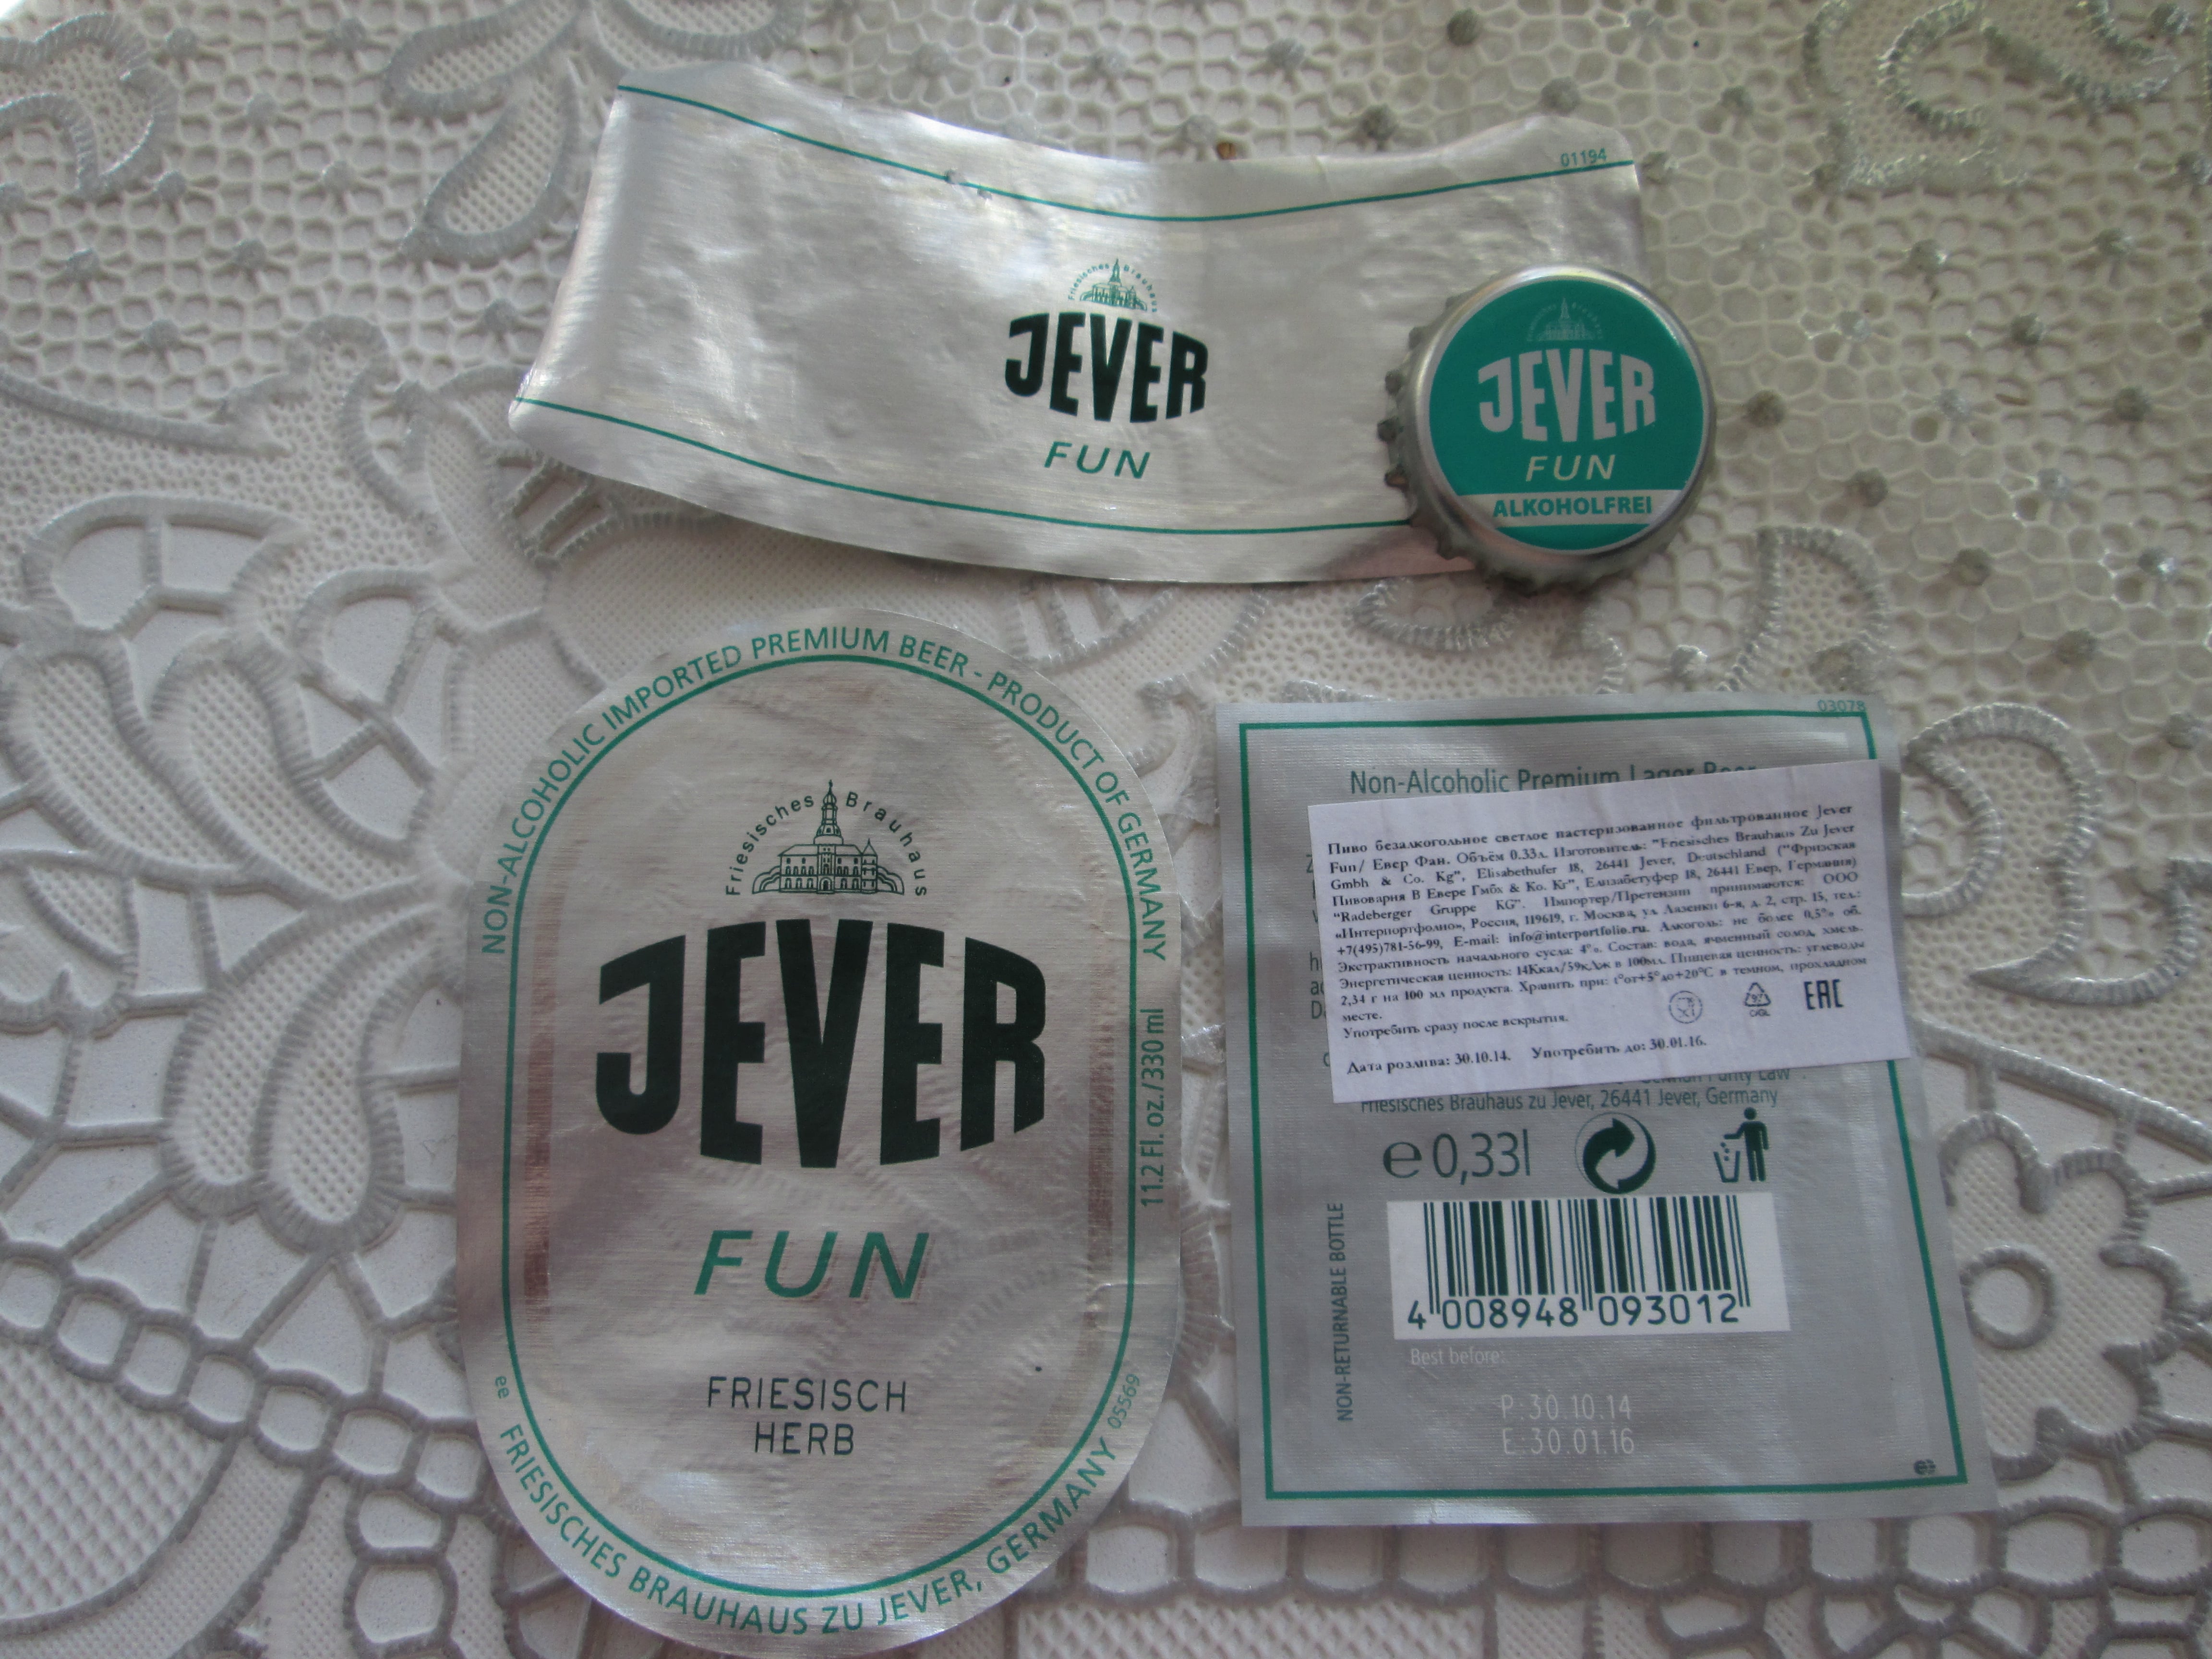 01194
Friesisches Brauhaus
JEVER
FUN
JEVER
FUN
ALKOHOLFREI
NON-ALCOHOLIC IMPORTED PREMIUM BEER - PRODUCT OF GERMANY
Friesisches Brauhaus
JEVER
FUN
FRIESISCH
HERB
11.2 Fl. oz./330 ml
ee
FRIESISCHES BRAUHAUS ZU JEVER, GERMANY
05569
03078
Non-Alcoholic Premium Lager Beer
Пиво безалкогольное светлое пастеризованное фильтрованное Jever
Fun/ Евер Фан. Объём 0.33л. Изготовитель: "Friesisches Brauhaus Zu Jever
Gmbh & Co. Kg", Elisabethufer 18, 26441 Jever, Deutschland ("Фризская
Пивоварня В Евере Гмбх & Ко. Кг", Елизабетуфер 18, 26441 Евер, Германия)
"Radeberger Gruppe KG". Импортер/Претензии принимаются: ООО
«Интерпортфолио», Россия, 119619, г. Москва, ул. Лазенки 6-я, д. 2, стр. 15, тел.:
+7(495)781-56-99, E-mail: info@interportfolio.ru. Алкоголь: не более 0,5% об.
Экстрактивность начального сусла: 4%. Состав: вода, ячменный солод, хмель.
Энергетическая ценность: 14Ккал/59кДж в 100мл. Пищевая ценность: углеводы
2,34 г на 100 мл продукта. Хранить при: t°от+5°до+20°C в темном, прохладном
месте.
Употребить сразу после вскрытия.
97
C/GL
EAC
Дата розлива: 30.10.14. Употребить до: 30.01.16.
German Purity Law
Friesisches Brauhaus zu Jever, 26441 Jever, Germany
e 0,33l
NON-RETURNABLE BOTTLE
4 008948 093012
Best before:
P:30.10.14
E:30.01.16